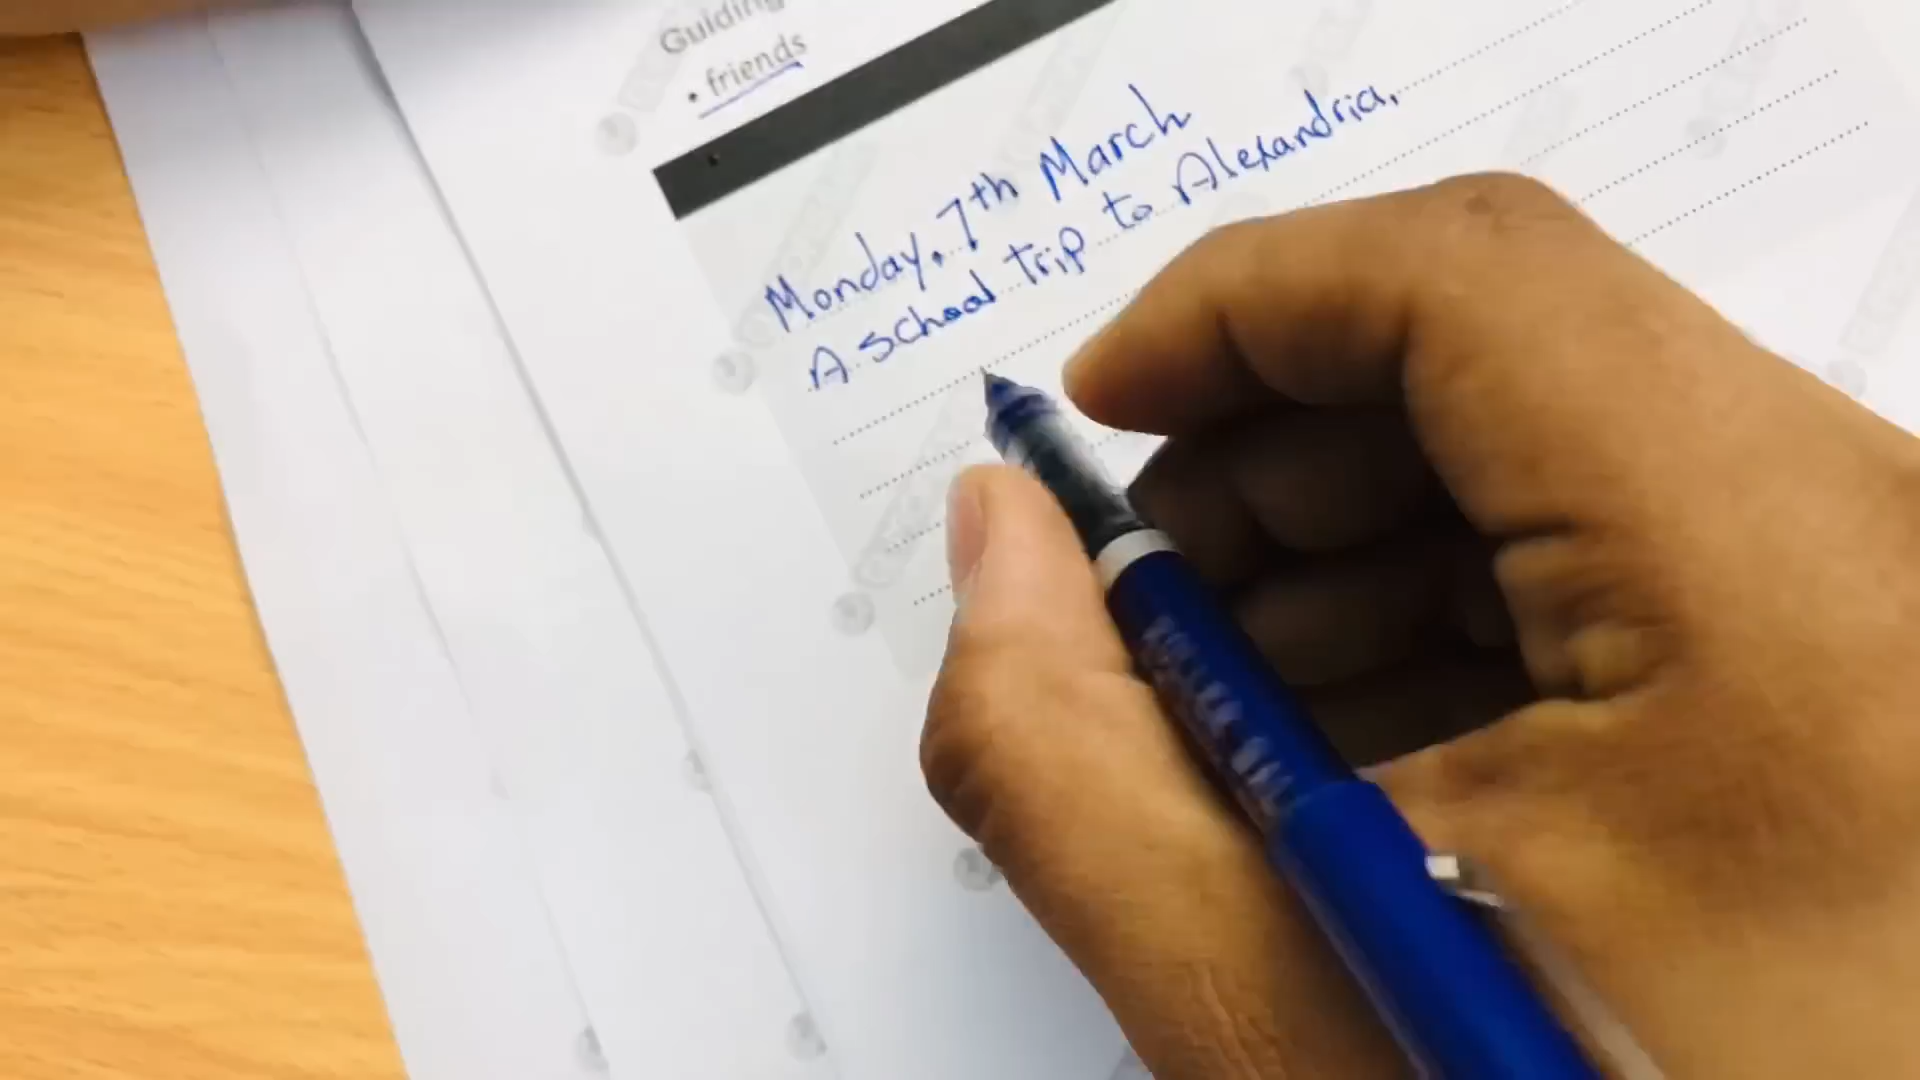 Guiding
• friends
Monday, 7th March
A school trip to Alexandria.